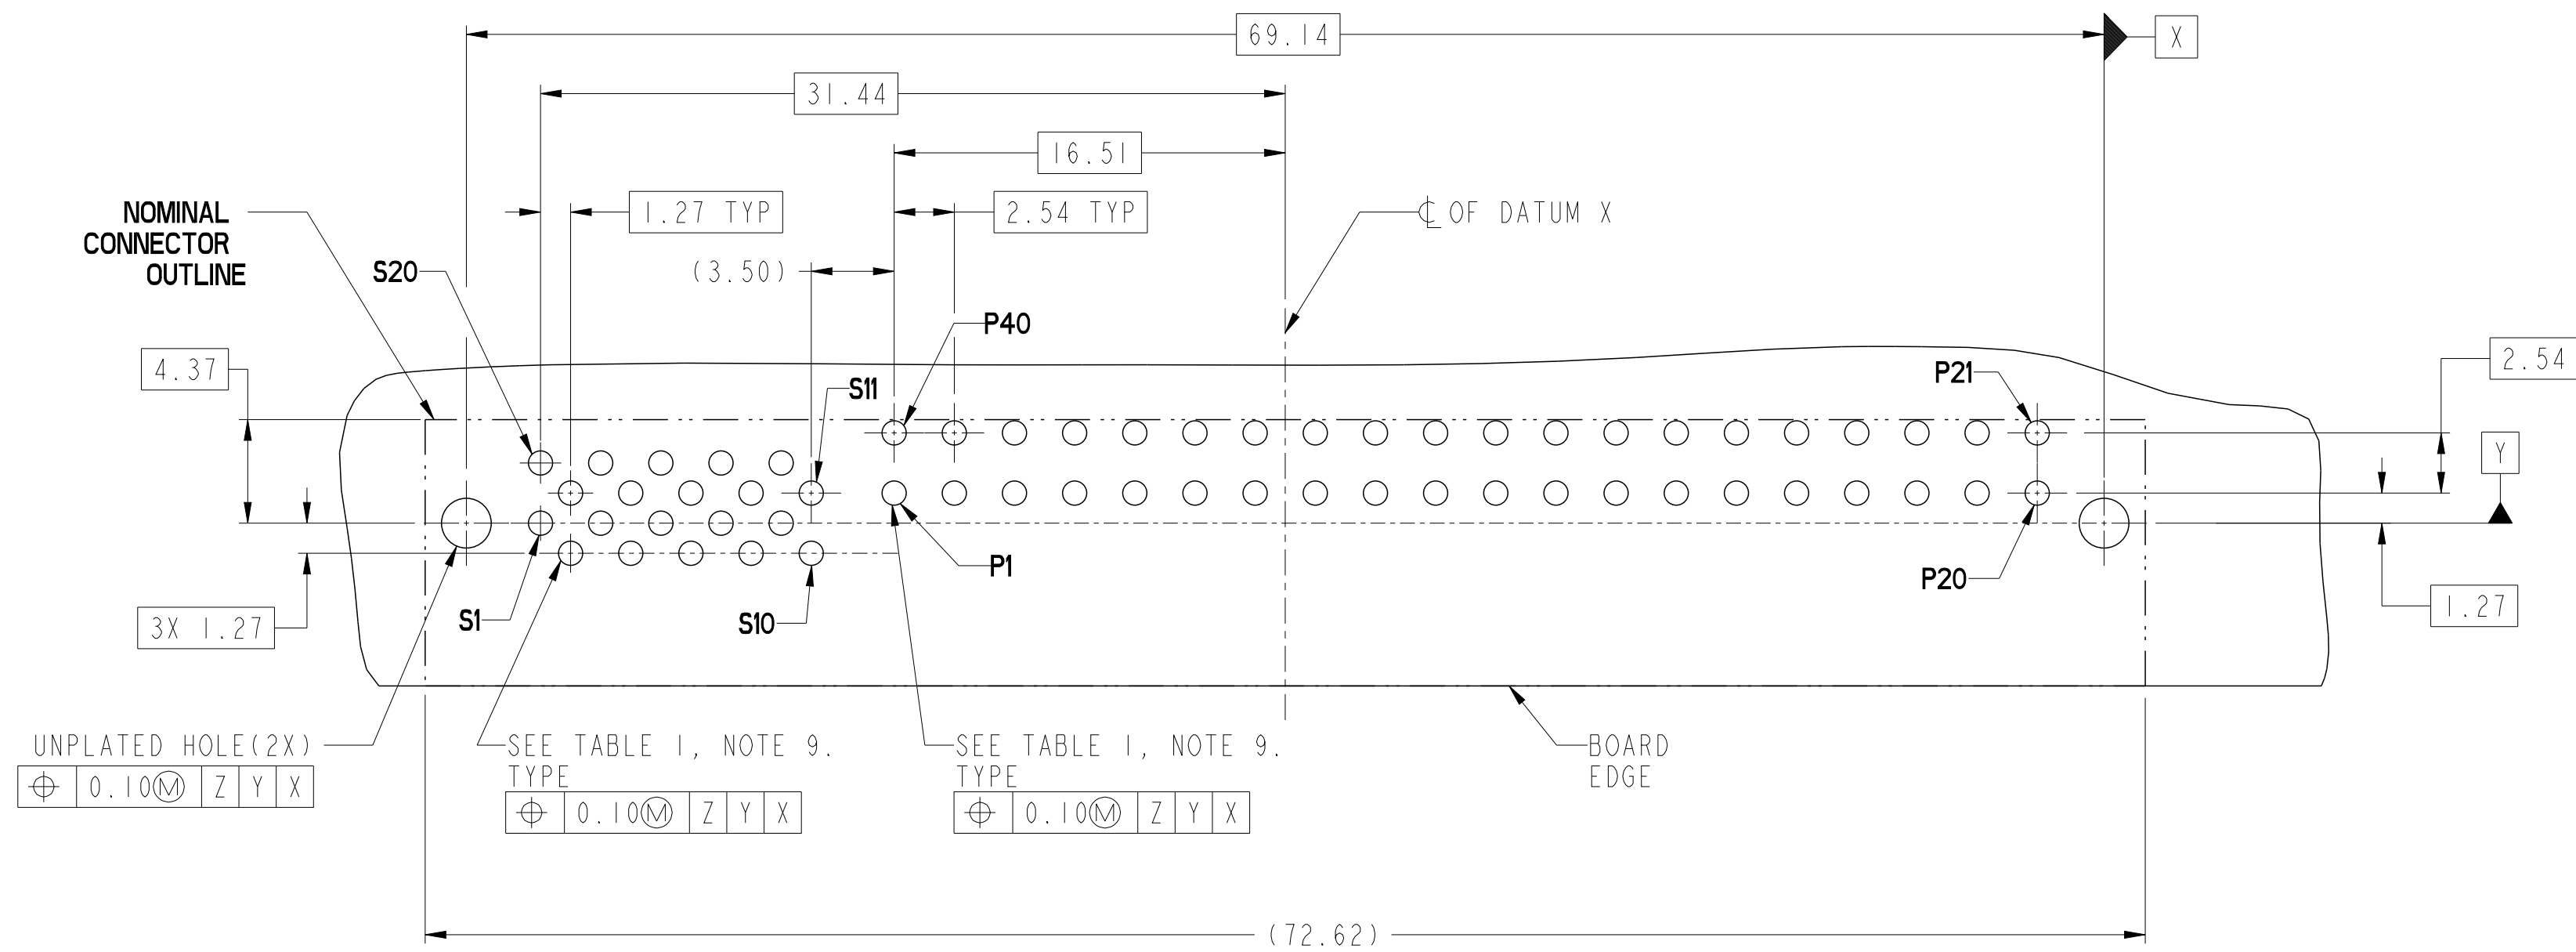 69.14
X
31.44
16.51
1.27 TYP
2.54 TYP
℄ OF DATUM X
NOMINAL
CONNECTOR
OUTLINE
S20
(3.50)
P40
4.37
S11
P21
2.54
Y
P1
P20
S1
S10
3X 1.27
1.27
UNPLATED HOLE(2X)
⌖ 0.10Ⓜ Z Y X
SEE TABLE 1, NOTE 9.
TYPE
⌖ 0.10Ⓜ Z Y X
SEE TABLE 1, NOTE 9.
TYPE
⌖ 0.10Ⓜ Z Y X
BOARD
EDGE
(72.62)